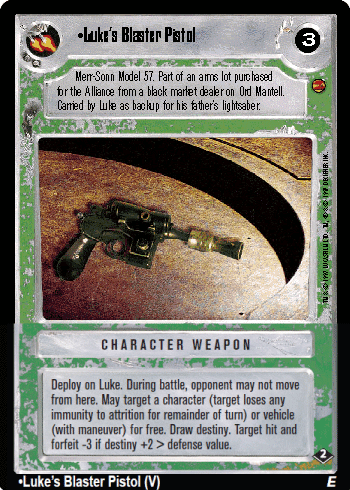 •Luke's Blaster Pistol
3
Merr-Sonn Model 57. Part of an arms lot purchased
for the Alliance from a black market dealer on Ord Mantell.
Carried by Luke as backup for his father's lightsaber.
CHARACTER WEAPON
Deploy on Luke. During battle, opponent may not move
from here. May target a character (target loses any
immunity to attrition for remainder of turn) or vehicle
(with maneuver) for free. Draw destiny. Target hit and
forfeit -3 if destiny +2 > defense value.
2
•Luke's Blaster Pistol (V)
E